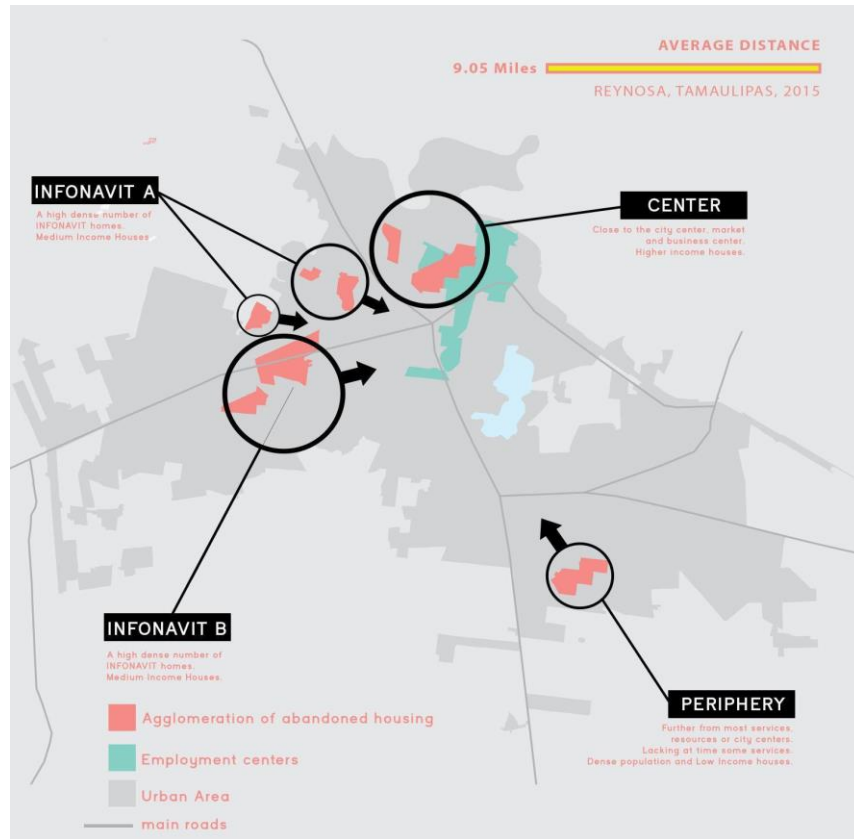 AVERAGE DISTANCE
9.05 Miles
REYNOSA, TAMAULIPAS, 2015
INFONAVIT A
A high dense number of
INFONAVIT homes.
Medium Income Houses
CENTER
Close to the city center, market
and business center.
Higher income houses.
INFONAVIT B
A high dense number of
INFONAVIT homes.
Medium Income Houses.
PERIPHERY
Further from most services,
resources or city centers.
Lacking at time some services.
Dense population and Low Income houses.
Agglomeration of abandoned housing
Employment centers
Urban Area
main roads